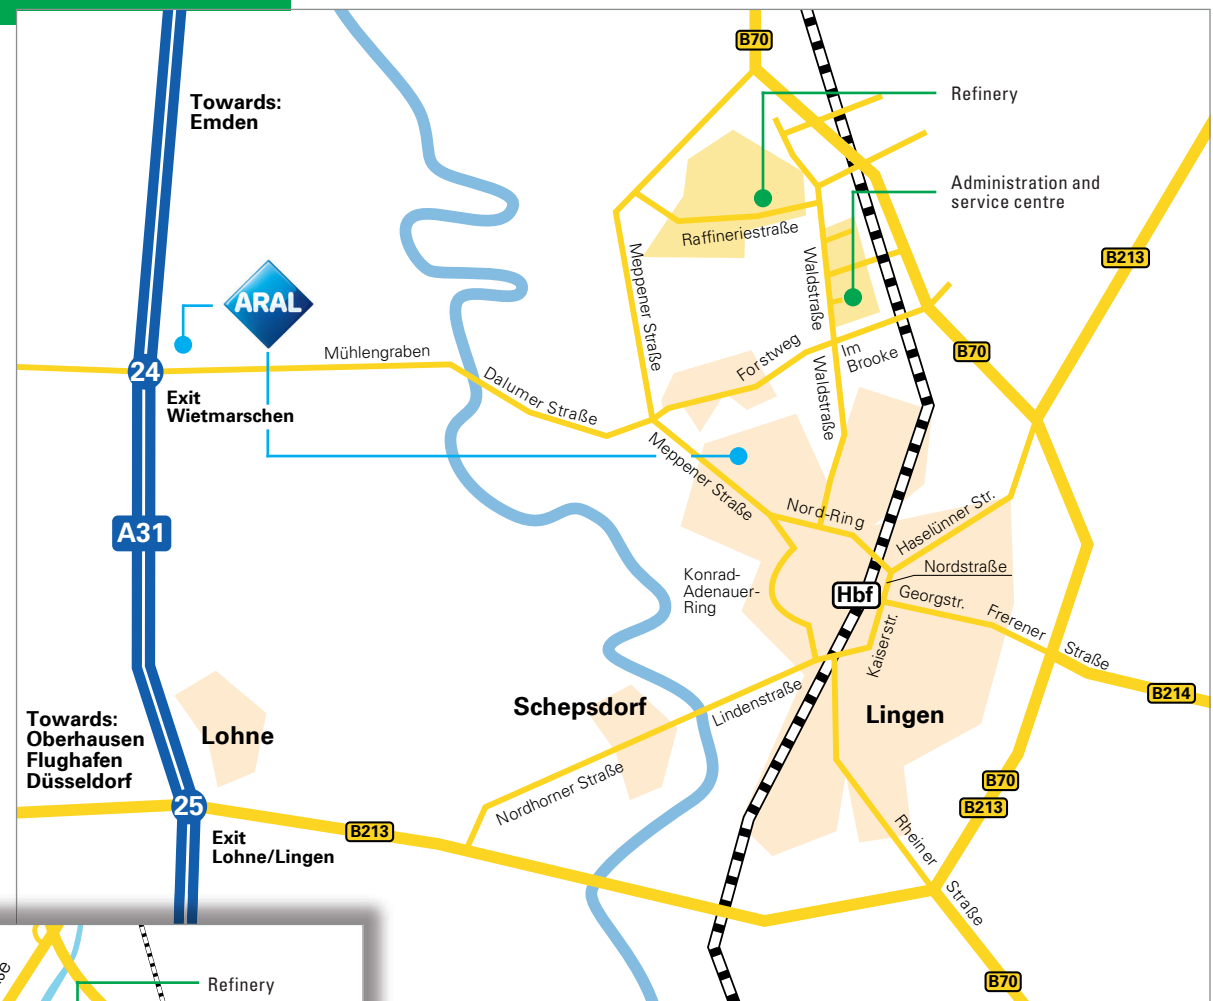 B70
Towards:
Emden
Refinery
Administration and
service centre
Raffineriestraße
B213
Meppener Straße
Waldstraße
ARAL
Mühlengraben
24
Exit
Wietmarschen
Dalumer Straße
Forstweg
Im
Brooke
B70
Waldstraße
Meppener Straße
A31
Nord-Ring
Haselünner Str.
Nordstraße
Konrad-
Adenauer-
Ring
Hbf
Georgstr.
Frerener
Straße
Kaiserstr.
B214
Schepsdorf
Lindenstraße
Lingen
Towards:
Oberhausen
Flughafen
Düsseldorf
Lohne
Nordhorner Straße
B70
B213
25
B213
Exit
Lohne/Lingen
Rheiner
Straße
B70
Refinery